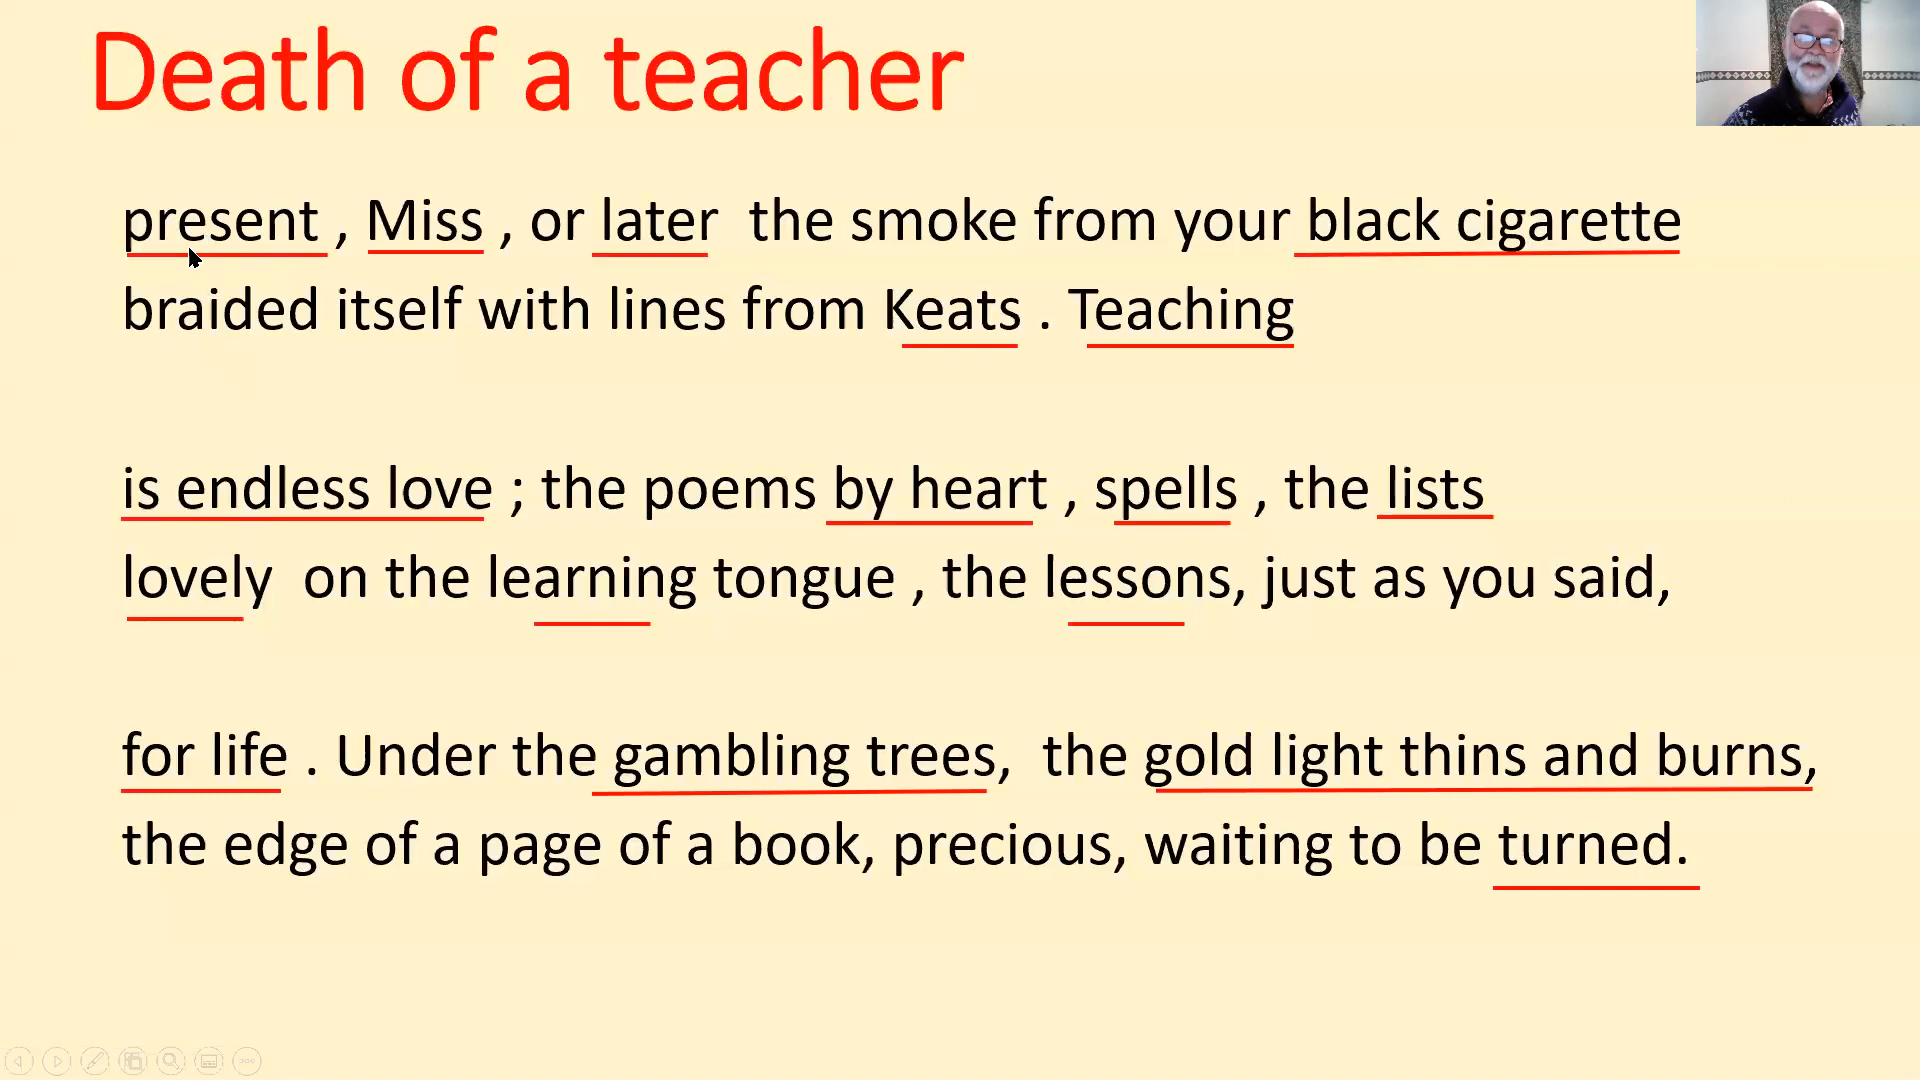 Death of a teacher
present , Miss , or later the smoke from your black cigarette
braided itself with lines from Keats . Teaching
is endless love ; the poems by heart , spells , the lists
lovely on the learning tongue , the lessons, just as you said,
for life . Under the gambling trees, the gold light thins and burns,
the edge of a page of a book, precious, waiting to be turned.